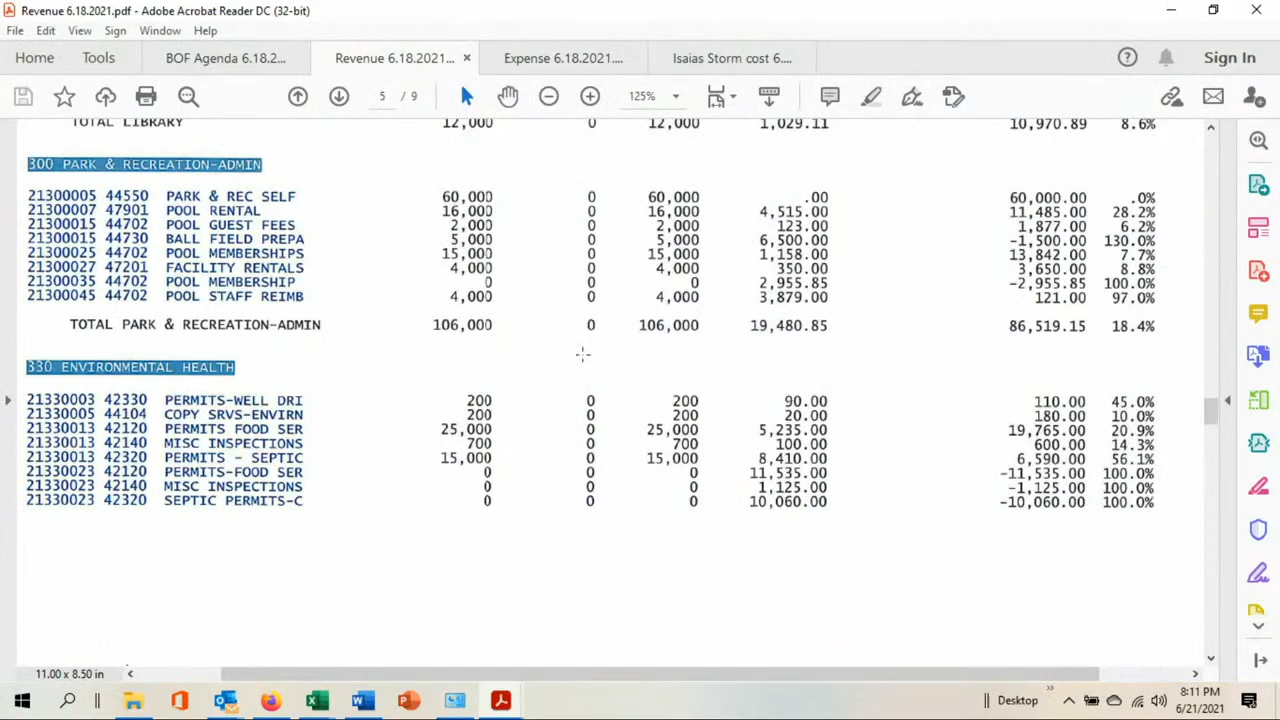 Revenue 6.18.2021.pdf - Adobe Acrobat Reader DC (32-bit)
File Edit View Sign Window Help
Home Tools BOF Agenda 6.18.2... Revenue 6.18.2021... × Expense 6.18.2021.... Isaias Storm cost 6.... Sign In
5 / 9 125%
TOTAL LIBRARY 12,000 0 12,000 1,029.11 10,970.89 8.6%
300 PARK & RECREATION-ADMIN
21300005 44550 PARK & REC SELF 60,000 0 60,000 .00 60,000.00 .0%
21300007 47901 POOL RENTAL 16,000 0 16,000 4,515.00 11,485.00 28.2%
21300015 44702 POOL GUEST FEES 2,000 0 2,000 123.00 1,877.00 6.2%
21300015 44730 BALL FIELD PREPA 5,000 0 5,000 6,500.00 -1,500.00 130.0%
21300025 44702 POOL MEMBERSHIPS 15,000 0 15,000 1,158.00 13,842.00 7.7%
21300027 47201 FACILITY RENTALS 4,000 0 4,000 350.00 3,650.00 8.8%
21300035 44702 POOL MEMBERSHIP 0 0 0 2,955.85 -2,955.85 100.0%
21300045 44702 POOL STAFF REIMB 4,000 0 4,000 3,879.00 121.00 97.0%
TOTAL PARK & RECREATION-ADMIN 106,000 0 106,000 19,480.85 86,519.15 18.4%
330 ENVIRONMENTAL HEALTH
21330003 42330 PERMITS-WELL DRI 200 0 200 90.00 110.00 45.0%
21330005 44104 COPY SRVS-ENVIRN 200 0 200 20.00 180.00 10.0%
21330013 42120 PERMITS FOOD SER 25,000 0 25,000 5,235.00 19,765.00 20.9%
21330013 42140 MISC INSPECTIONS 700 0 700 100.00 600.00 14.3%
21330013 42320 PERMITS - SEPTIC 15,000 0 15,000 8,410.00 6,590.00 56.1%
21330023 42120 PERMITS-FOOD SER 0 0 0 11,535.00 -11,535.00 100.0%
21330023 42140 MISC INSPECTIONS 0 0 0 1,125.00 -1,125.00 100.0%
21330023 42320 SEPTIC PERMITS-C 0 0 0 10,060.00 -10,060.00 100.0%
11.00 x 8.50 in
Desktop 8:11 PM
6/21/2021